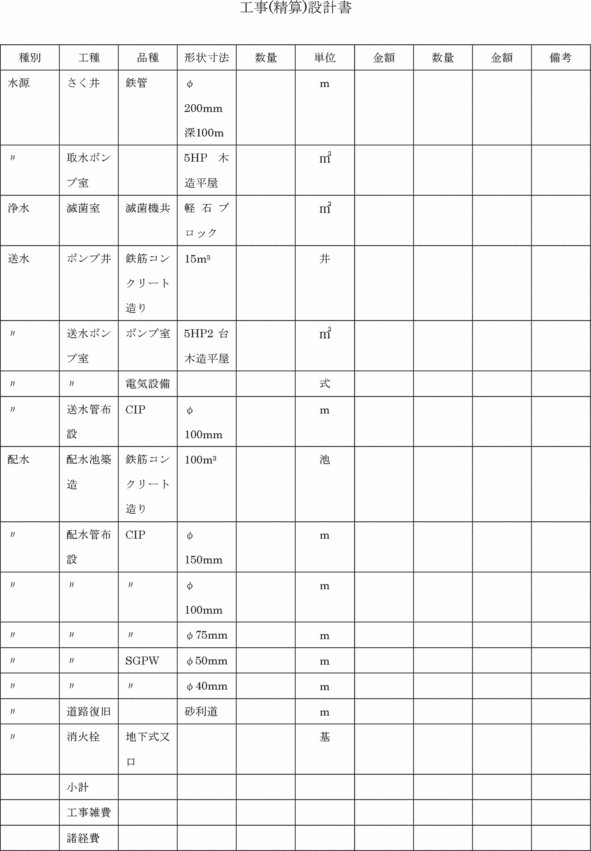 工事(精算)設計書
種別 工種 品種 形状寸法 数量 単位 金額 数量 金額 備考
水源 さく井 鉄管 φ m
200mm
深100m
〃 取水ポン 5HP 木 ㎡
プ室 造平屋
浄水 滅菌室 滅菌機共 軽石ブ ㎡
ロック
送水 ポンプ井 鉄筋コン 15m³ 井
クリート
造り
〃 送水ポン ポンプ室 5HP2台 ㎡
プ室 木造平屋
〃 〃 電気設備 式
〃 送水管布 CIP φ m
設 100mm
配水 配水池築 鉄筋コン 100m³ 池
造 クリート
造り
〃 配水管布 CIP φ m
設 150mm
〃 〃 〃 φ m
100mm
〃 〃 〃 φ75mm m
〃 〃 SGPW φ50mm m
〃 〃 〃 φ40mm m
〃 道路復旧 砂利道 m
〃 消火栓 地下式又 基
口
小計
工事雑費
諸経費